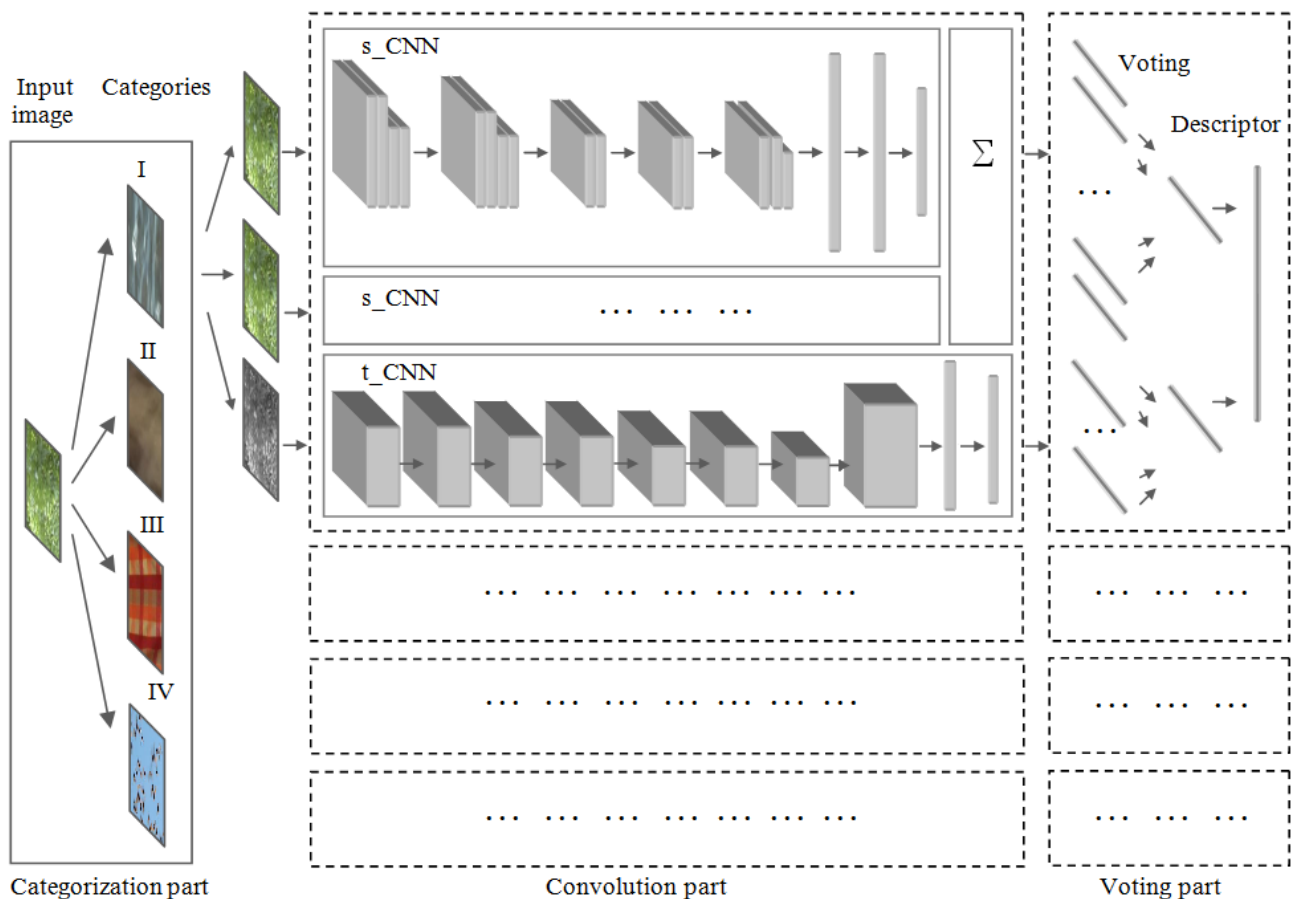 Input
image
Categories
I
II
III
IV
s_CNN
Σ
s_CNN
... ... ...
t_CNN
Voting
Descriptor
...
...
... ... ... ... ... ... ...
... ... ...
... ... ... ... ... ... ...
... ... ...
... ... ... ... ... ... ...
... ... ...
Categorization part
Convolution part
Voting part